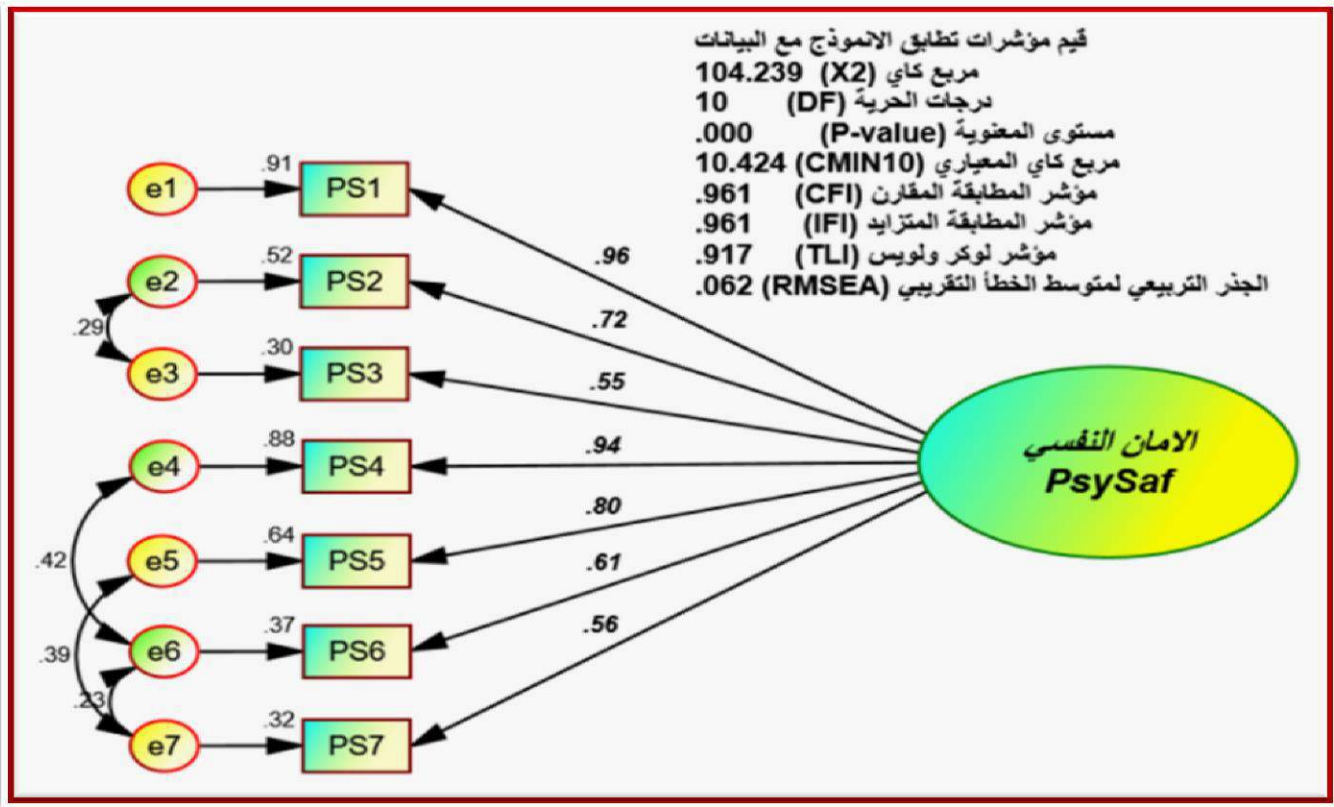 قيم مؤشرات تطابق الانموذج مع البيانات
مربع كاي (X2) 104.239
درجات الحرية (DF) 10
مستوى المعنوية (P-value) .000
مربع كاي المعياري (CMIN10) 10.424
مؤشر المطابقة المقارن (CFI) .961
مؤشر المطابقة المتزايد (IFI) .961
مؤشر لوكر ولويس (TLI) .917
الجذر التربيعي لمتوسط الخطأ التقريبي (RMSEA) .062
e1 .91 PS1 .96
e2 .52 PS2 .72
.29
e3 .30 PS3 .55
e4 .88 PS4 .94
.42
e5 .64 PS5 .80
.39
e6 .37 PS6 .61
.23
e7 .32 PS7 .56
الامان النفسي
PsySaf